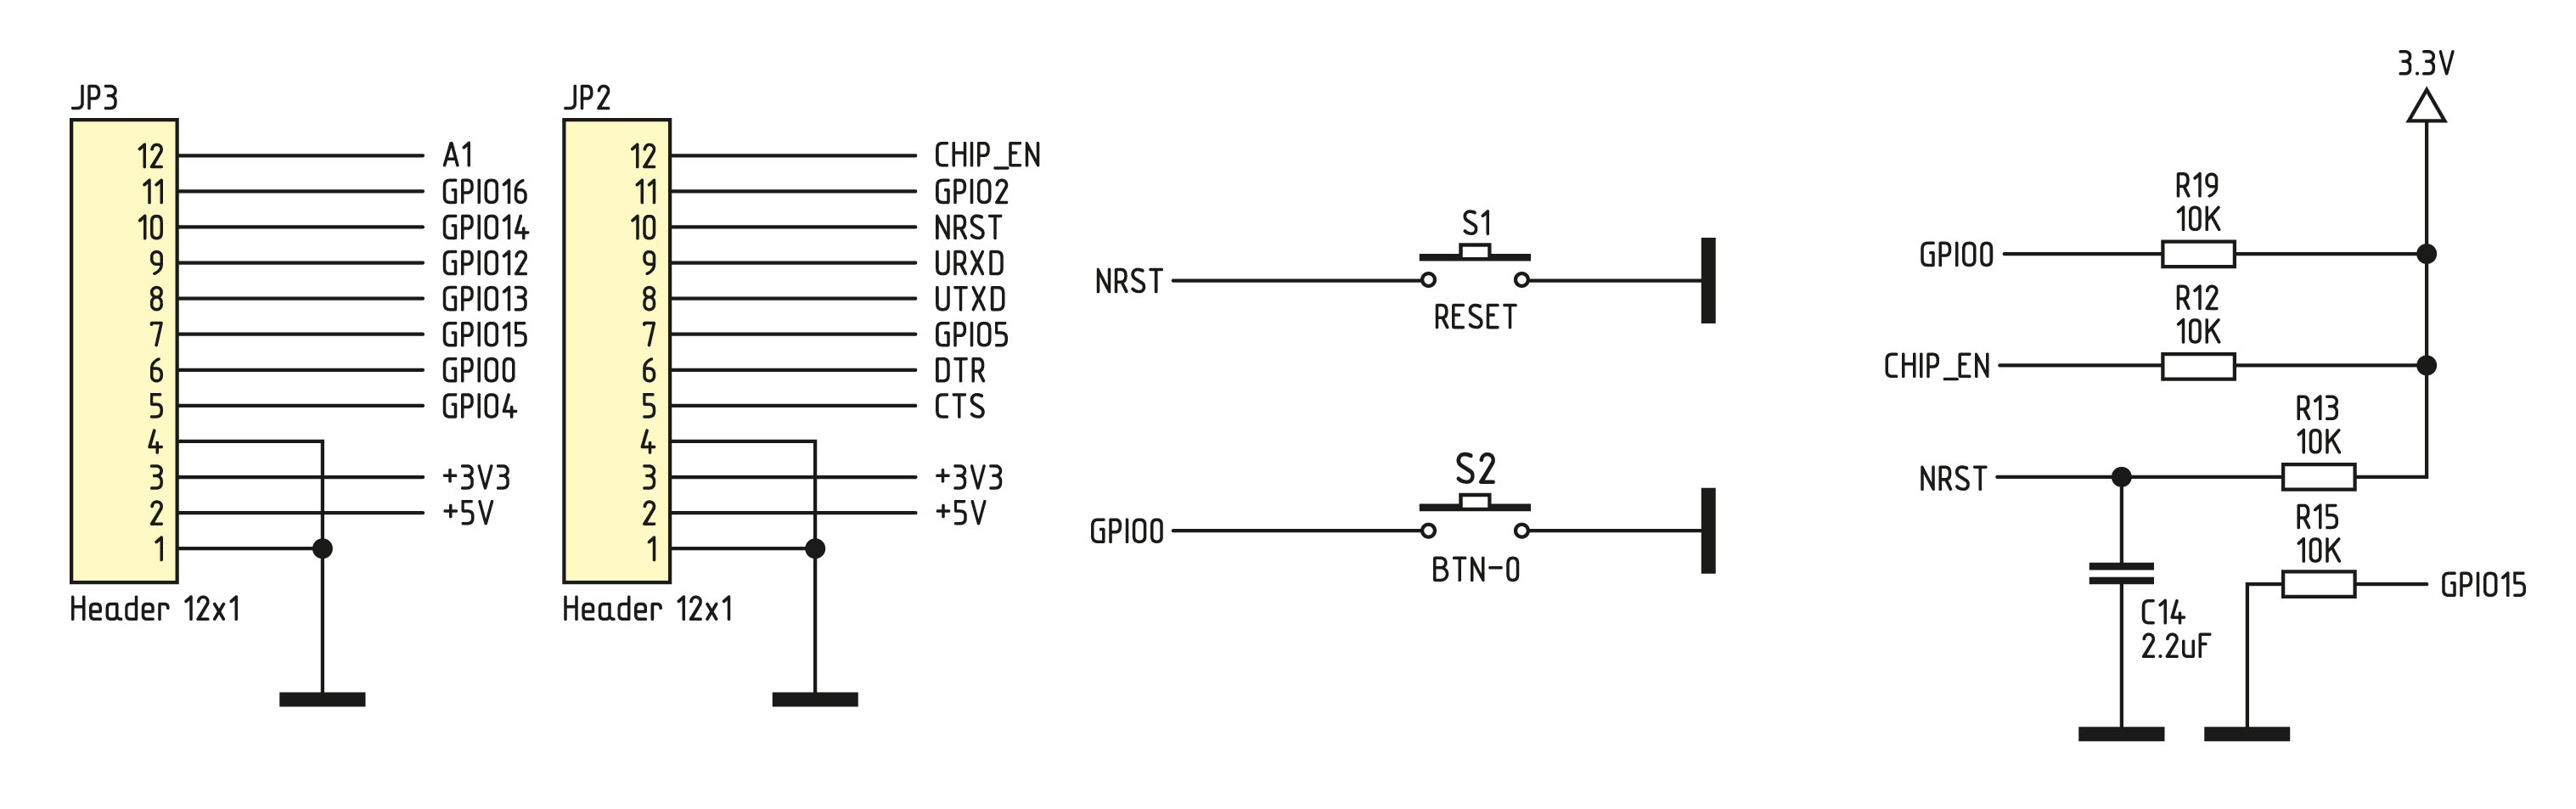 JP3
12 A1
11 GPIO16
10 GPIO14
9 GPIO12
8 GPIO13
7 GPIO15
6 GPIO0
5 GPIO4
4
3 +3V3
2 +5V
1
Header 12x1
JP2
12 CHIP_EN
11 GPIO2
10 NRST
9 URXD
8 UTXD
7 GPIO5
6 DTR
5 CTS
4
3 +3V3
2 +5V
1
Header 12x1
S1
NRST
RESET
S2
GPIO0
BTN-0
3.3V
R19
10K
GPIO0
R12
10K
CHIP_EN
R13
10K
NRST
R15
10K
GPIO15
C14
2.2uF